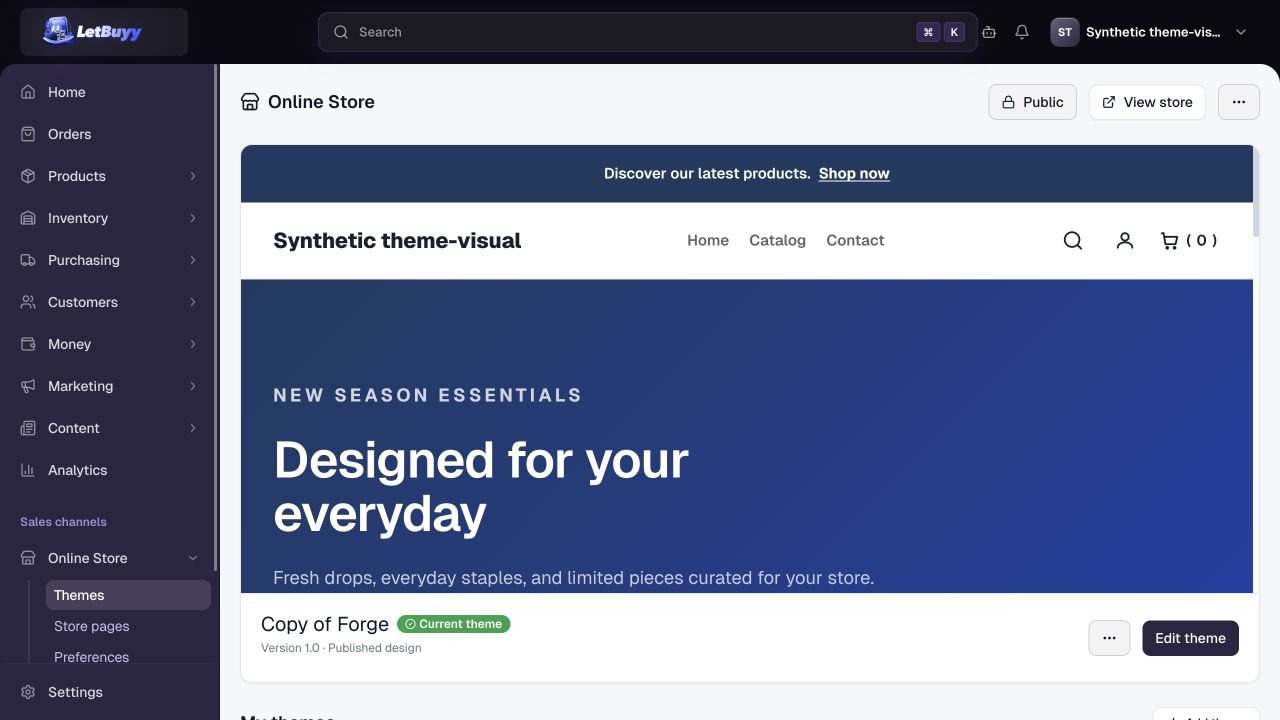 LetBuyy
Search
⌘ K
ST
Synthetic theme-vis...
Home
Orders
Products
Inventory
Purchasing
Customers
Money
Marketing
Content
Analytics
Sales channels
Online Store
Themes
Store pages
Preferences
Settings
Online Store
Public
View store
Discover our latest products. Shop now
Synthetic theme-visual
Home Catalog Contact
( 0 )
NEW SEASON ESSENTIALS
Designed for your
everyday
Fresh drops, everyday staples, and limited pieces curated for your store.
Copy of Forge
Current theme
Version 1.0 · Published design
Edit theme
My themes